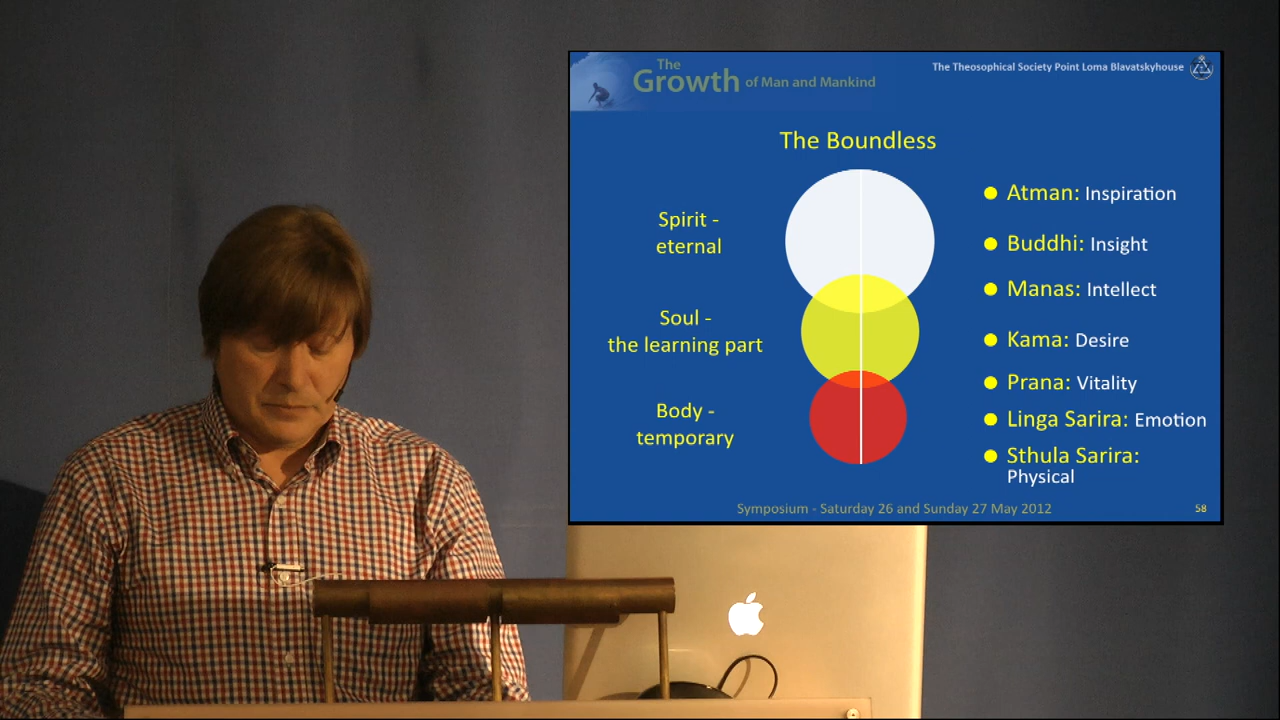 The
Growth of Man and Mankind
The Theosophical Society Point Loma Blavatskyhouse
The Boundless
Spirit -
eternal
Soul -
the learning part
Body -
temporary
Atman: Inspiration
Buddhi: Insight
Manas: Intellect
Kama: Desire
Prana: Vitality
Linga Sarira: Emotion
Sthula Sarira:
Physical
Symposium - Saturday 26 and Sunday 27 May 2012
58